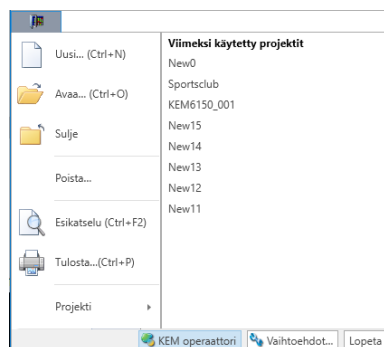 Uusi... (Ctrl+N)
Avaa... (Ctrl+O)
Sulje
Poista...
Esikatselu (Ctrl+F2)
Tulosta...(Ctrl+P)
Projekti
Viimeksi käytetty projektit
New0
Sportsclub
KEM6150_001
New15
New14
New13
New12
New11
KEM operaattori
Vaihtoehdot...
Lopeta